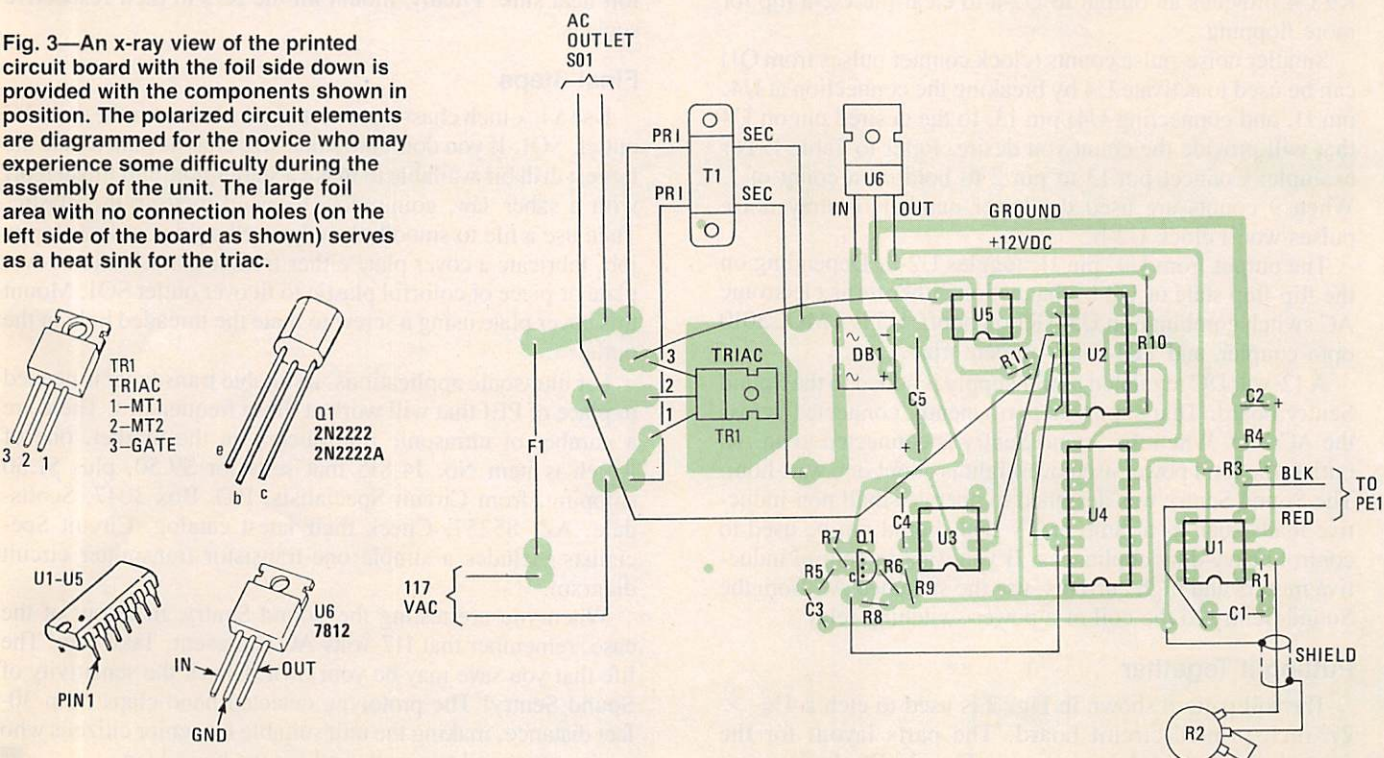 Fig. 3—An x-ray view of the printed
circuit board with the foil side down is
provided with the components shown in
position. The polarized circuit elements
are diagrammed for the novice who may
experience some difficulty during the
assembly of the unit. The large foil
area with no connection holes (on the
left side of the board as shown) serves
as a heat sink for the triac.
AC
OUTLET
S01
PRI
SEC
T1
PRI
SEC
U6
IN
OUT
GROUND
+12VDC
TR1
TRIAC
1–MT1
2–MT2
3–GATE
3 2 1
Q1
2N2222
2N2222A
e
b
c
F1
3
2
1
TRIAC
TR1
~
DB1
~
+
C5
+
U5
R11
U2
R10
C2
+
R4
R3
BLK
RED
TO
PE1
U4
U3
C4
R7
Q1
R6
R5
c
R9
C3
R8
U1
R1
C1
SHIELD
R2
117
VAC
U1-U5
PIN1
U6
7812
IN
OUT
GND